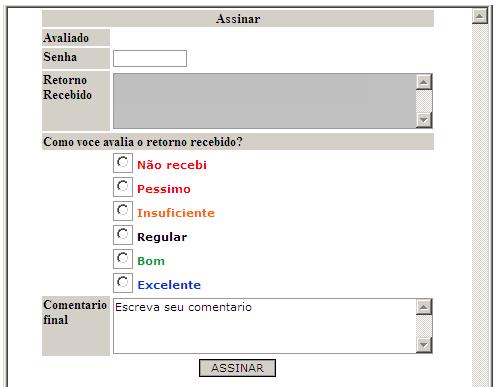 Assinar
Avaliado
Senha
Retorno
Recebido
Como voce avalia o retorno recebido?
Não recebi
Pessimo
Insuficiente
Regular
Bom
Excelente
Comentario
final
Escreva seu comentario
ASSINAR